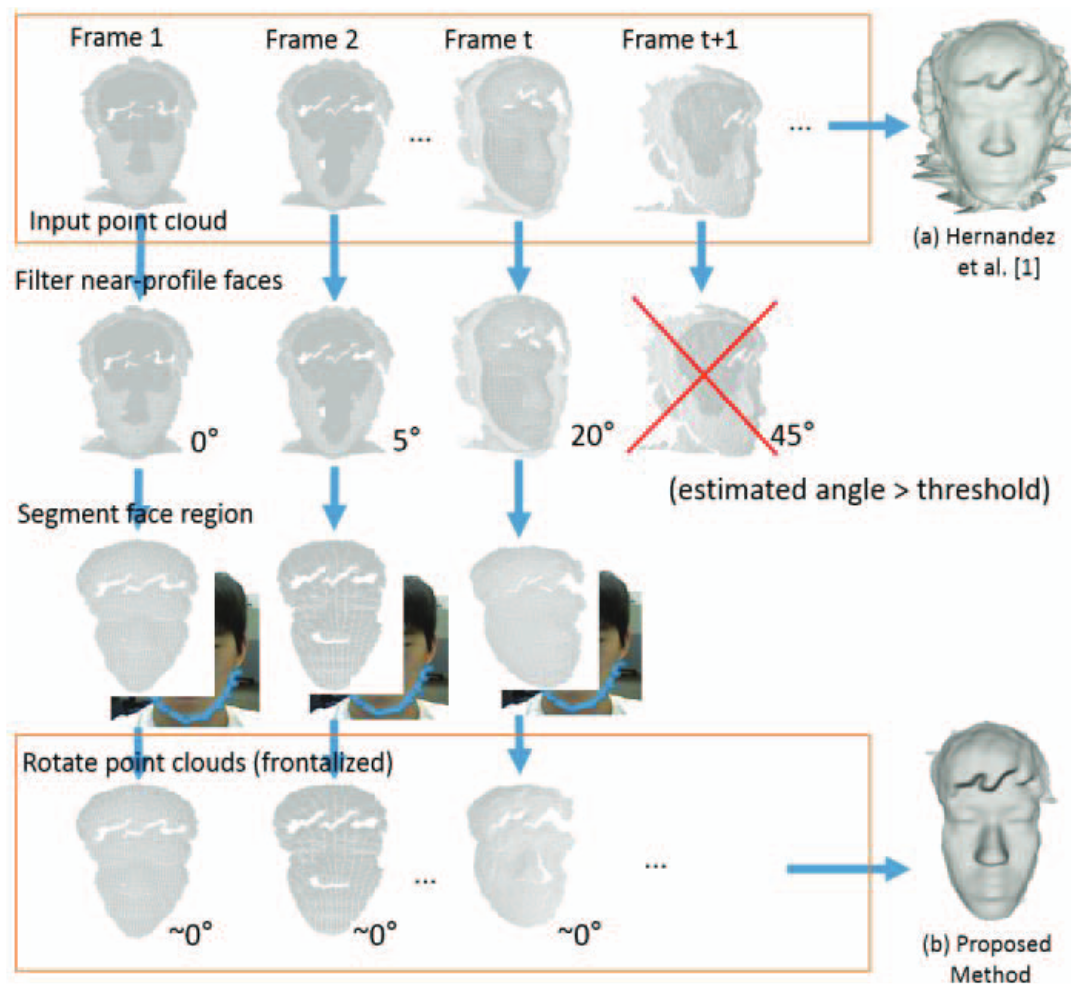 Frame 1
Frame 2
Frame t
Frame t+1
...
...
Input point cloud
(a) Hernandez
et al. [1]
Filter near-profile faces
0°
5°
20°
45°
(estimated angle > threshold)
Segment face region
Rotate point clouds (frontalized)
...
...
~0°
~0°
~0°
(b) Proposed
Method